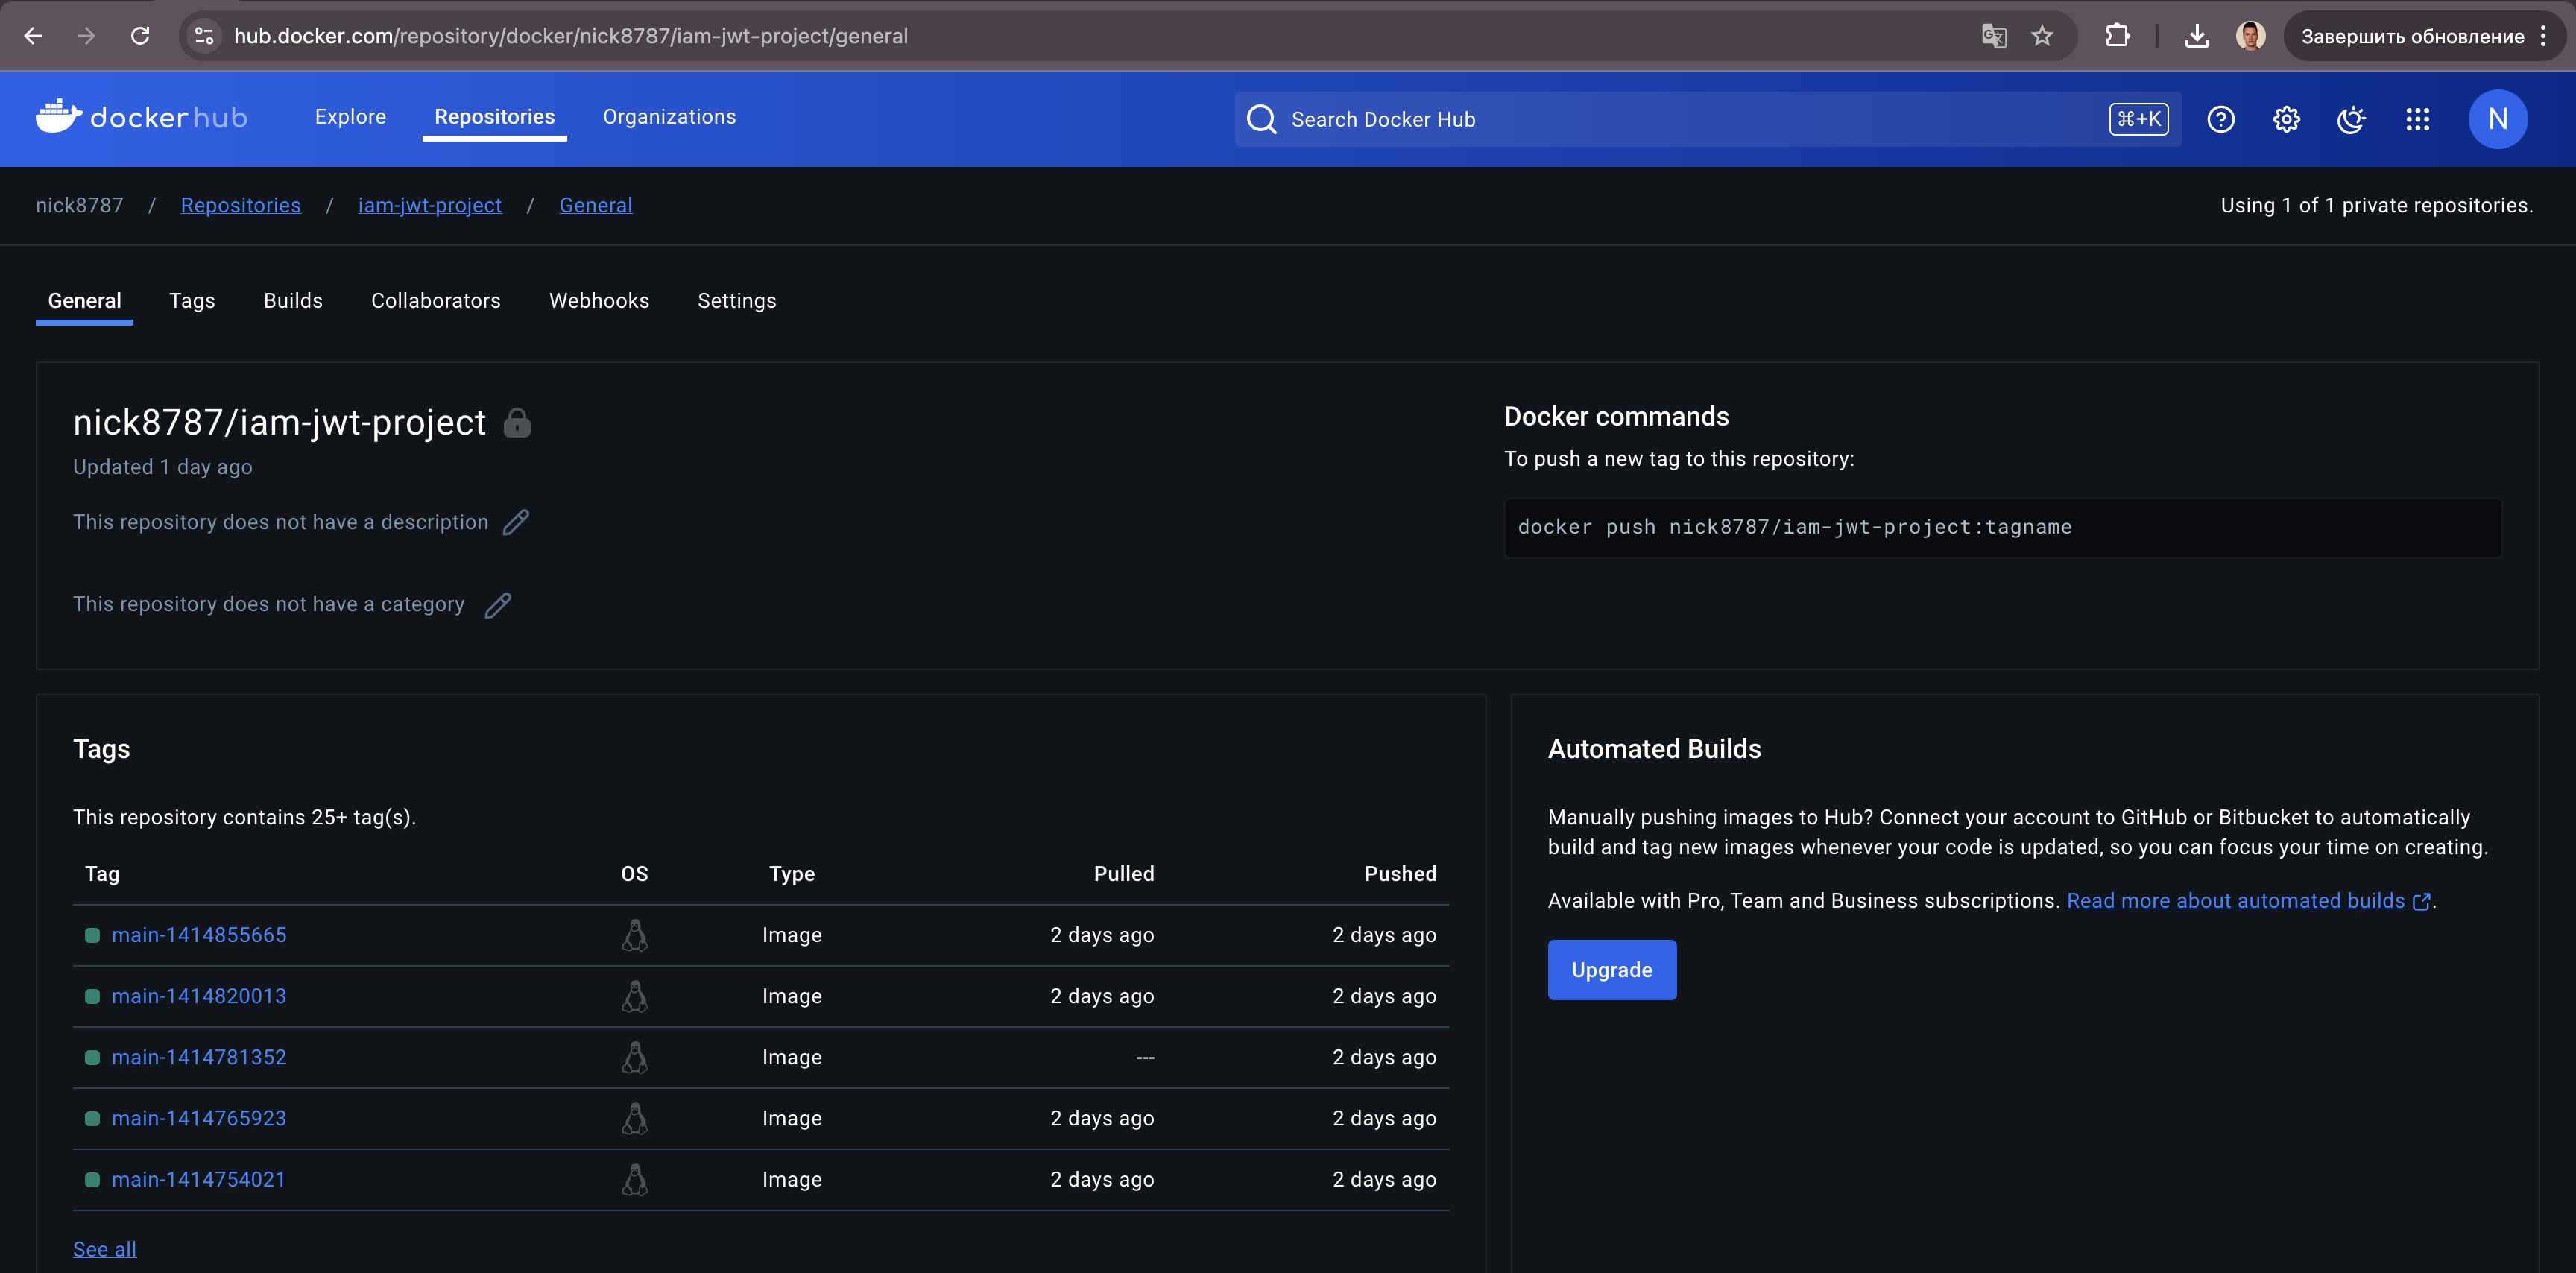 hub.docker.com/repository/docker/nick8787/iam-jwt-project/general
Завершить обновление
dockerhub
Explore
Repositories
Organizations
Search Docker Hub
⌘+K
N
nick8787 / Repositories / iam-jwt-project / General
Using 1 of 1 private repositories.
General
Tags
Builds
Collaborators
Webhooks
Settings
nick8787/iam-jwt-project
Updated 1 day ago
This repository does not have a description
This repository does not have a category
Docker commands
To push a new tag to this repository:
docker push nick8787/iam-jwt-project:tagname
Tags
This repository contains 25+ tag(s).
Tag OS Type Pulled Pushed
main-1414855665 Image 2 days ago 2 days ago
main-1414820013 Image 2 days ago 2 days ago
main-1414781352 Image --- 2 days ago
main-1414765923 Image 2 days ago 2 days ago
main-1414754021 Image 2 days ago 2 days ago
See all
Automated Builds
Manually pushing images to Hub? Connect your account to GitHub or Bitbucket to automatically
build and tag new images whenever your code is updated, so you can focus your time on creating.
Available with Pro, Team and Business subscriptions. Read more about automated builds.
Upgrade